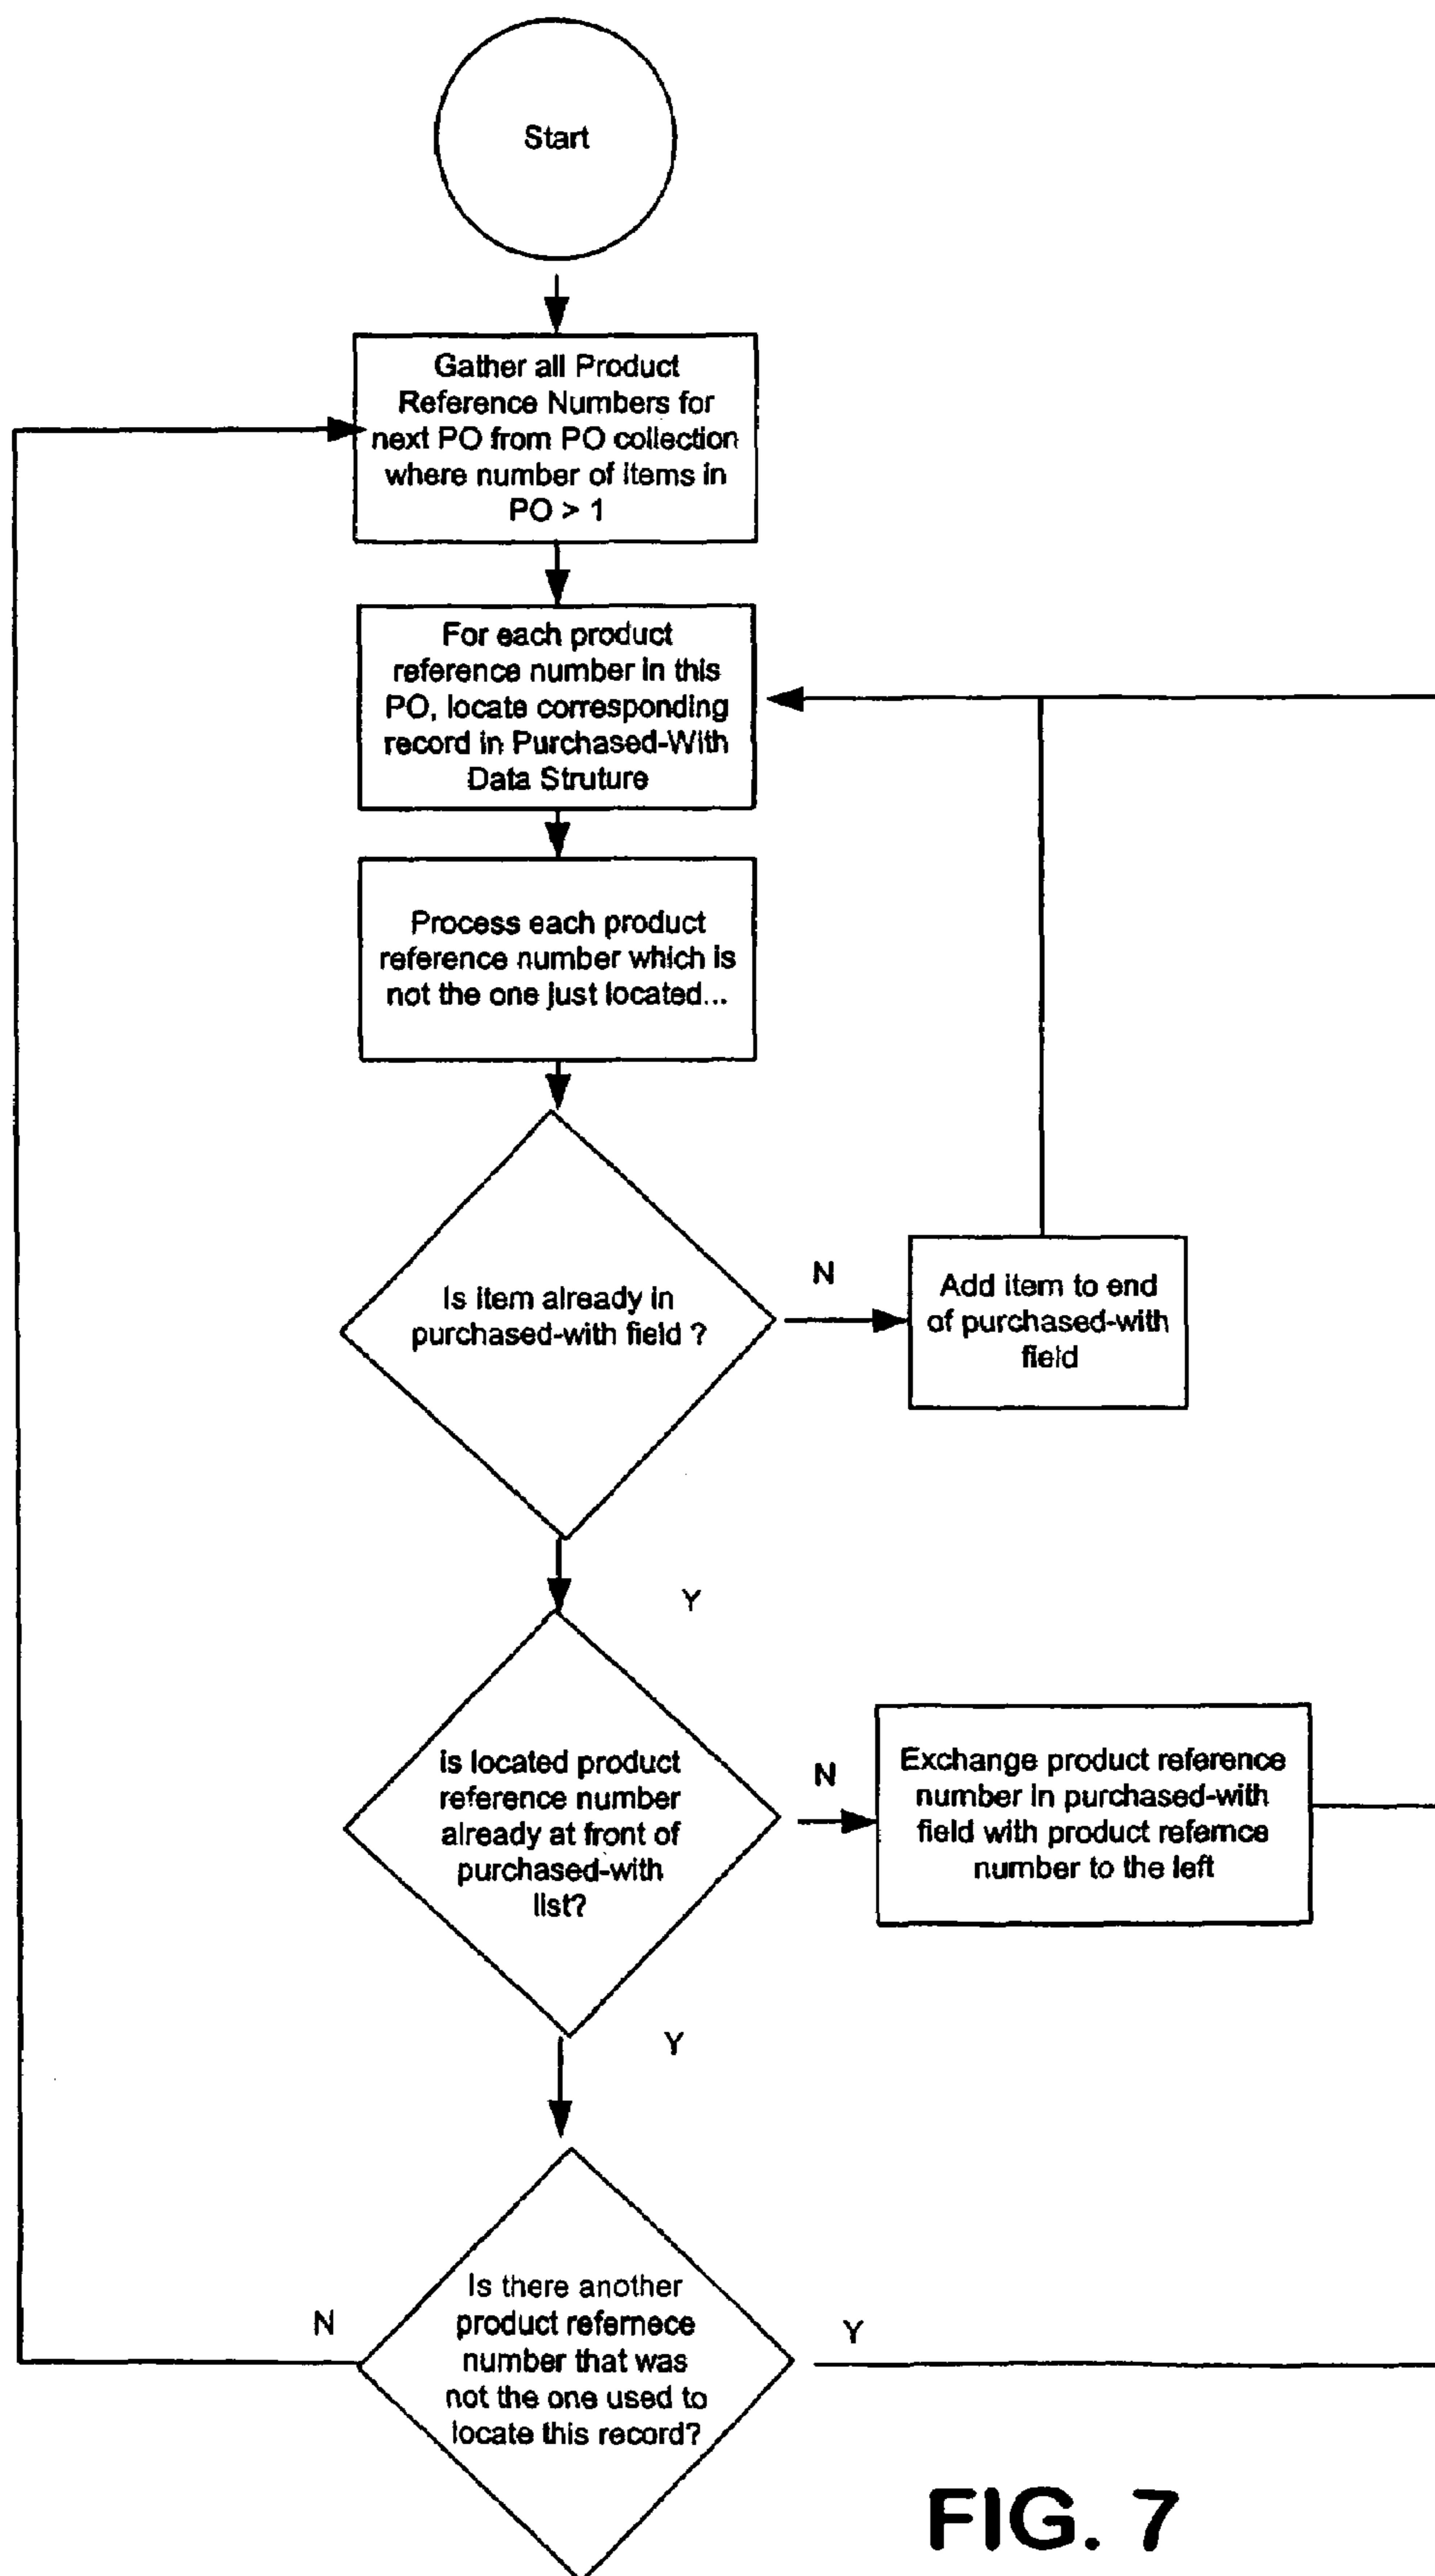 Start
Gather all Product
Reference Numbers for
next PO from PO collection
where number of items in
PO > 1
For each product
reference number in this
PO, locate corresponding
record in Purchased-With
Data Struture
Process each product
reference number which is
not the one just located...
Is item already in
purchased-with field ?
N
Add item to end
of purchased-with
field
Y
is located product
reference number
already at front of
purchased-with
list?
N
Exchange product reference
number in purchased-with
field with product refernce
number to the left
Y
Is there another
product refernece
number that was
not the one used to
locate this record?
N
Y
FIG. 7